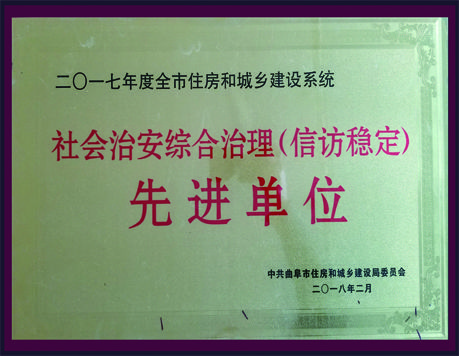 二〇一七年度全市住房和城乡建设系统
社会治安综合治理(信访稳定)
先进单位
中共曲阜市住房和城乡建设局委员会
二〇一八年二月